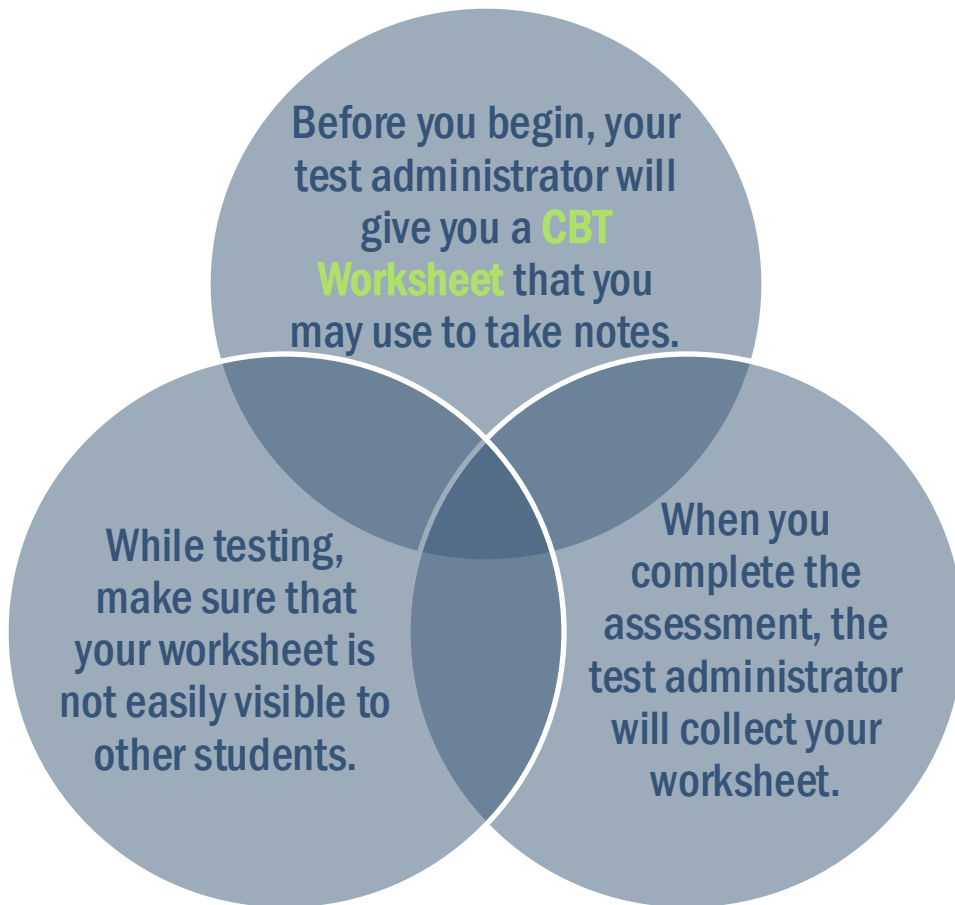 Before you begin, your
test administrator will
give you a CBT
Worksheet that you
may use to take notes.
While testing,
make sure that
your worksheet is
not easily visible to
other students.
When you
complete the
assessment, the
test administrator
will collect your
worksheet.